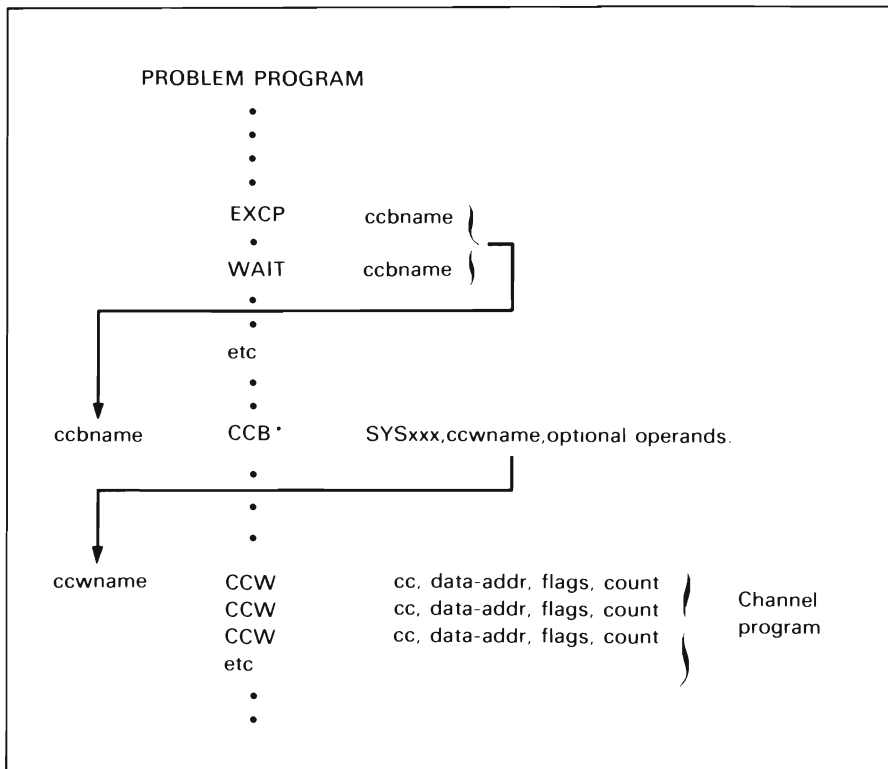 PROBLEM PROGRAM
EXCP ccbname
WAIT ccbname
etc
ccbname CCB SYSxxx,ccwname,optional operands.
ccwname CCW cc, data-addr, flags, count
CCW cc, data-addr, flags, count
CCW cc, data-addr, flags, count
etc
Channel
program